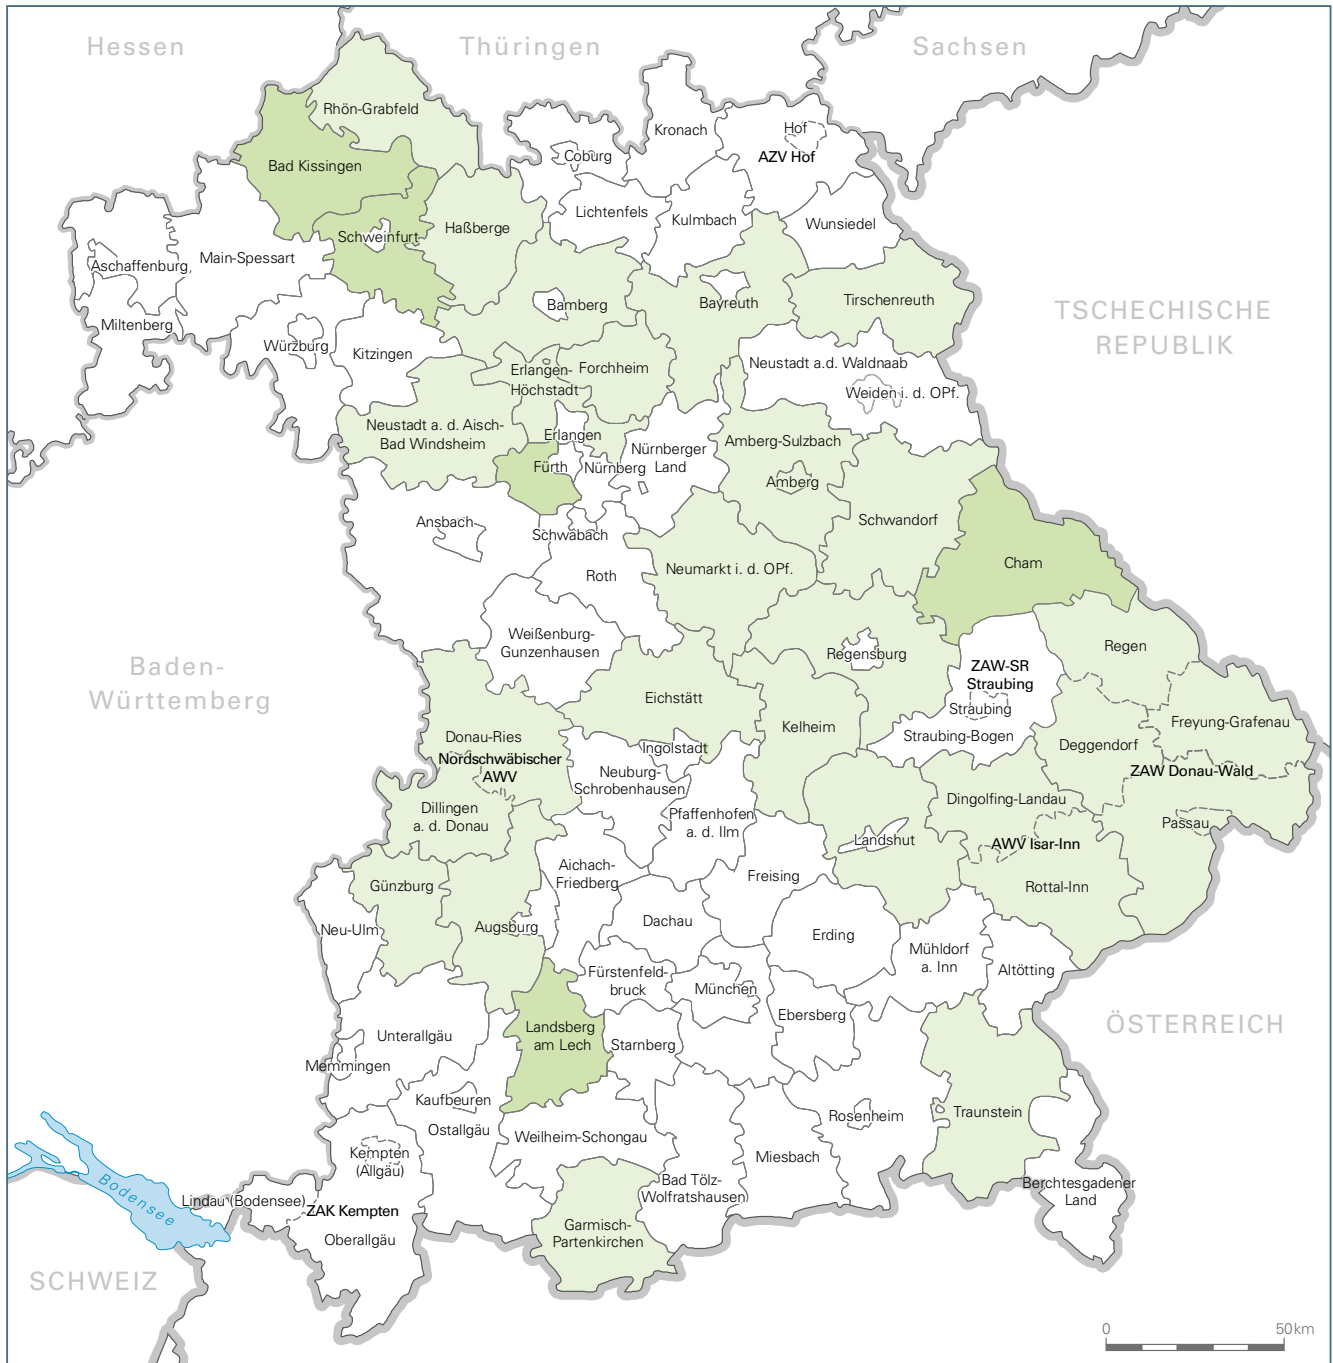 Hessen
Thüringen
Sachsen
Rhön-Grabfeld
Kronach
Hof
AZV Hof
Coburg
Bad Kissingen
Lichtenfels
Kulmbach
Wunsiedel
Schweinfurt
Haßberge
Main-Spessart
Aschaffenburg
Bamberg
Bayreuth
Tirschenreuth
TSCHECHISCHE
REPUBLIK
Miltenberg
Würzburg
Kitzingen
Erlangen-
Höchstadt
Forchheim
Neustadt a.d. Waldnaab
Weiden i. d. OPf.
Neustadt a. d. Aisch-
Bad Windsheim
Erlangen
Fürth
Nürnberg
Nürnberger
Land
Amberg-Sulzbach
Amberg
Ansbach
Schwabach
Schwandorf
Roth
Neumarkt i. d. OPf.
Cham
Weißenburg-
Gunzenhausen
Regensburg
Regen
ZAW-SR
Straubing
Straubing
Straubing-Bogen
Baden-
Württemberg
Eichstätt
Kelheim
Freyung-Grafenau
Deggendorf
ZAW Donau-Wald
Donau-Ries
Nordschwäbischer
AWV
Ingolstadt
Neuburg-
Schrobenhausen
Dillingen
a. d. Donau
Pfaffenhofen
a. d. Ilm
Dingolfing-Landau
Passau
Landshut
AWV Isar-Inn
Rottal-Inn
Günzburg
Aichach-
Friedberg
Freising
Neu-Ulm
Augsburg
Dachau
Erding
Mühldorf
a. Inn
Altötting
Fürstenfeld-
bruck
München
Ebersberg
ÖSTERREICH
Unterallgäu
Landsberg
am Lech
Starnberg
Memmingen
Kaufbeuren
Ostallgäu
Weilheim-Schongau
Rosenheim
Traunstein
Miesbach
Kempten
(Allgäu)
Bad Tölz-
Wolfratshausen
Berchtesgadener
Land
Bodensee
Lindau (Bodensee)
ZAK Kempten
Oberallgäu
Garmisch-
Partenkirchen
SCHWEIZ
0 50 km